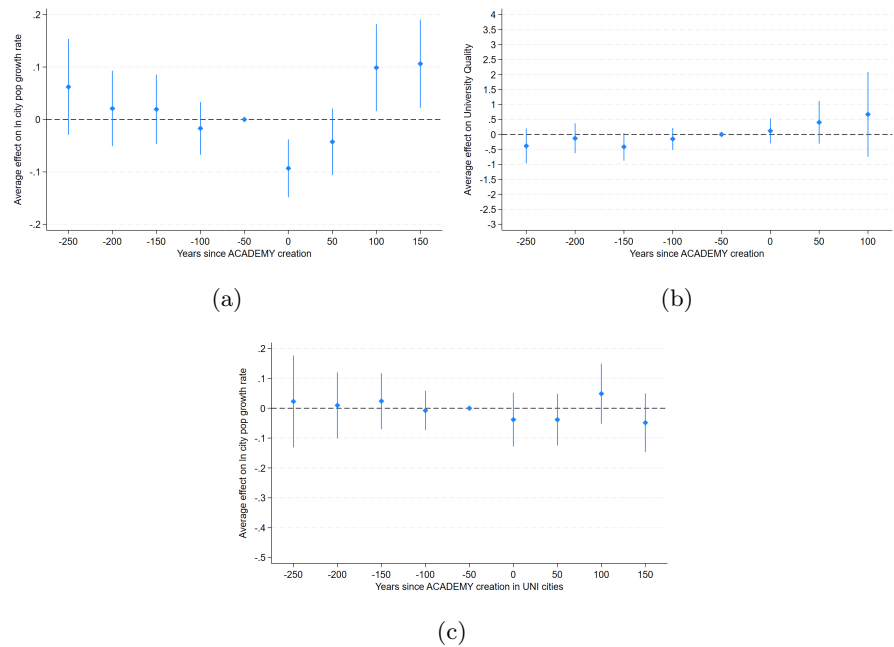 Average effect on ln city pop growth rate
.2
.1
0
-.1
-.2
-250 -200 -150 -100 -50 0 50 100 150
Years since ACADEMY creation
(a)
Average effect on University Quality
4
3.5
3
2.5
2
1.5
1
.5
0
-.5
-1
-1.5
-2
-2.5
-3
-250 -200 -150 -100 -50 0 50 100
Years since ACADEMY creation
(b)
Average effect on ln city pop growth rate
.2
.1
0
-.1
-.2
-.3
-.4
-.5
-250 -200 -150 -100 -50 0 50 100 150
Years since ACADEMY creation in UNI cities
(c)